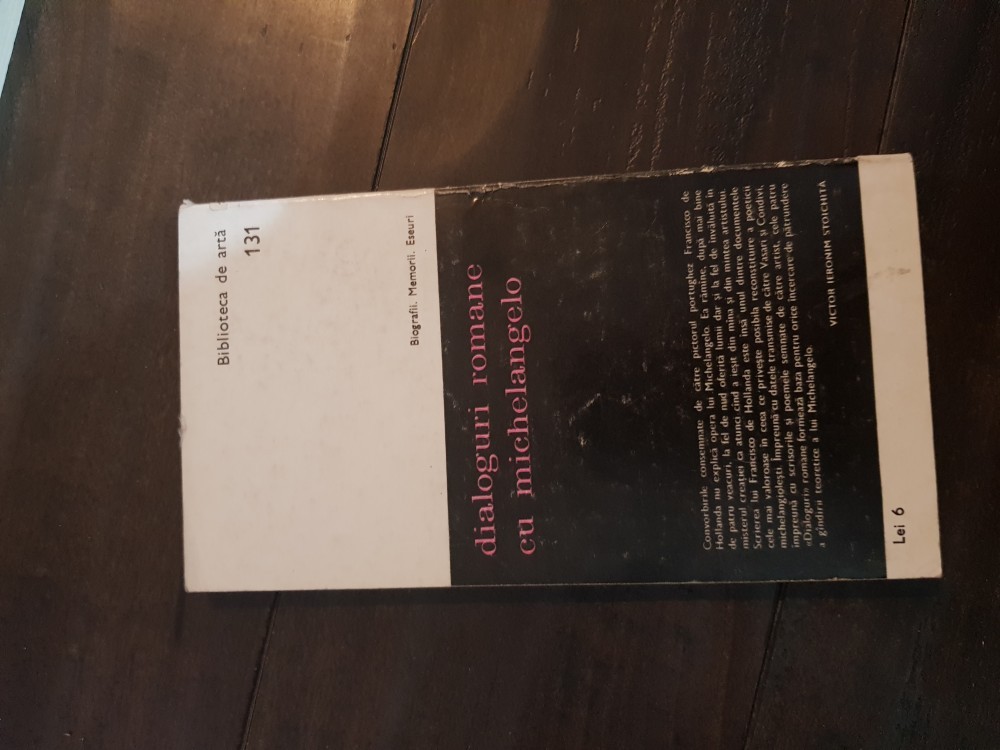 Biblioteca de artă
131
Biografii. Memorii. Eseuri
dialoguri romane
cu michelangelo
Convorbirile consemnate de către pictorul portughez Francisco de
Hollanda nu explică opera lui Michelangelo. Ea rămîne, după mai bine
de patru veacuri, la fel de nud oferită lumii dar și la fel de învăluită în
misterul creației ca atunci cînd a ieșit din mîna și din mintea artistului.
Scrierea lui Francisco de Hollanda este însă unul dintre documentele
cele mai valoroase în ceea ce privește posibila reconstituire a poeticii
michelangiolești. Împreună cu datele transmise de către Vasari și Condivi,
împreună cu scrisorile și poemele semnate de către artist, cele patru
«Dialoguri» romane formează baza pentru orice încercare de pătrundere
a gîndirii teoretice a lui Michelangelo.
VICTOR IERONIM STOICHIȚĂ
Lei 6